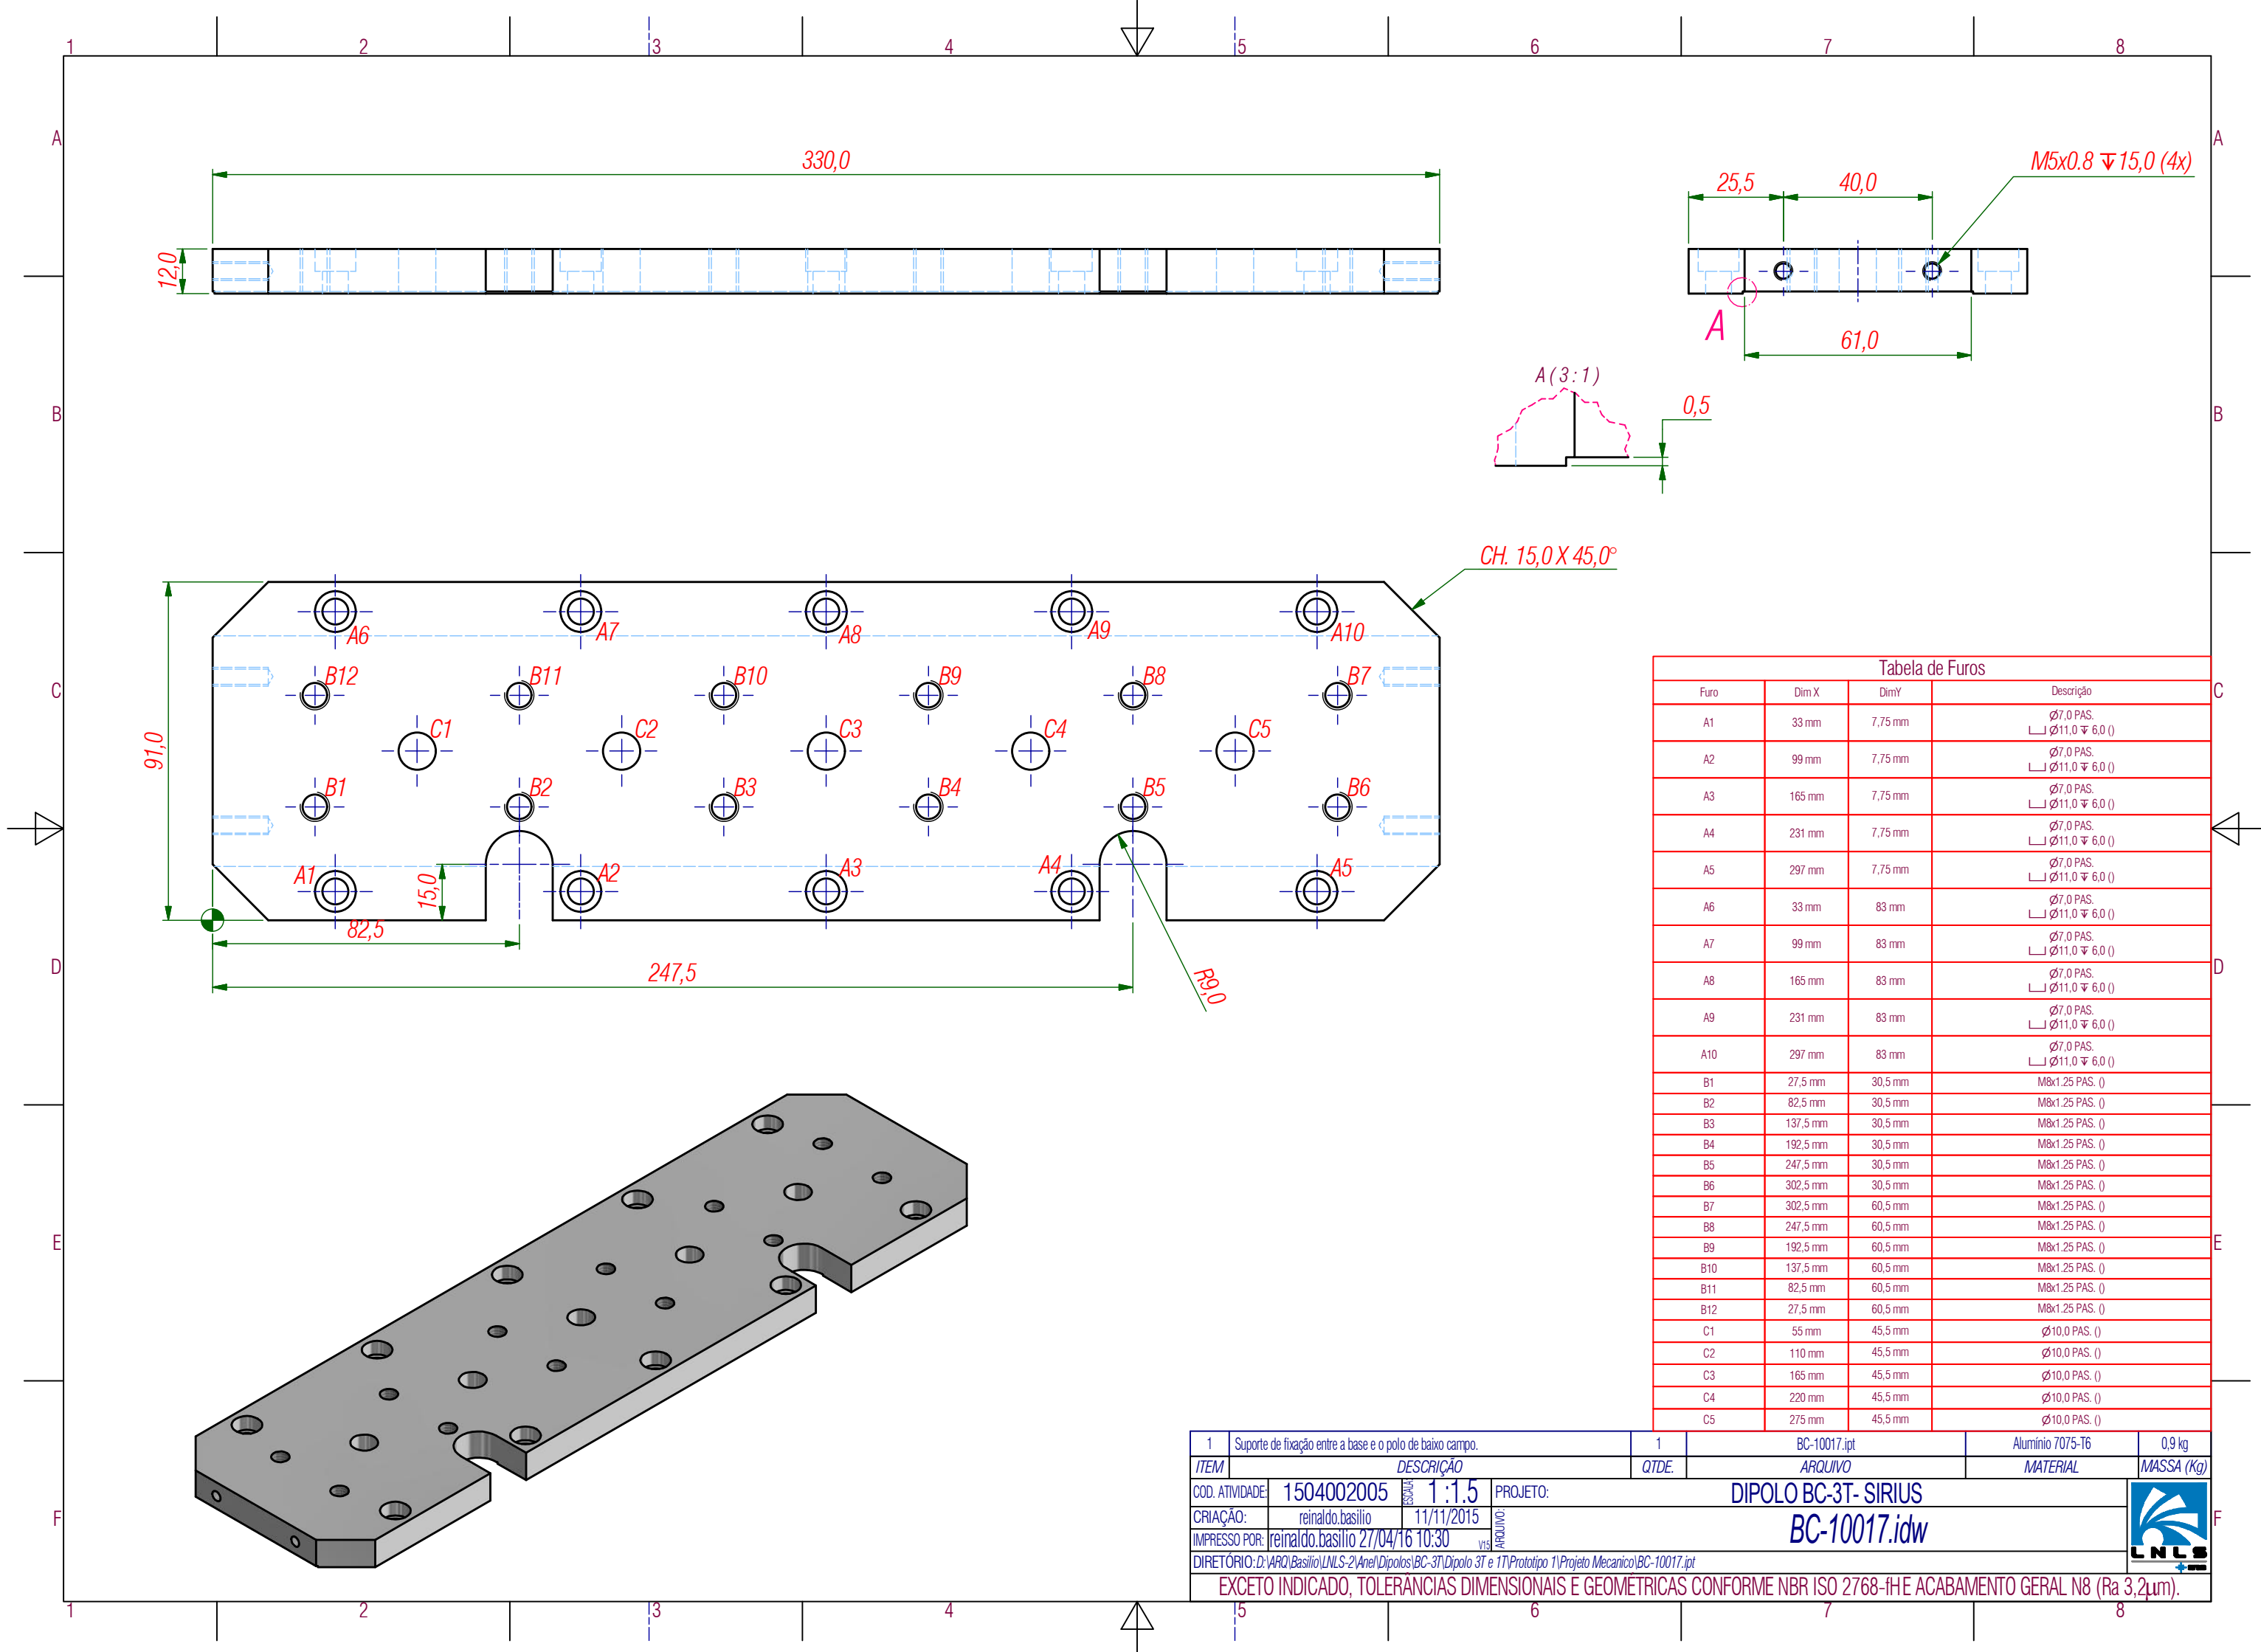 1 2 3 4 5 6 7 8
A A
330,0
M5x0.8 ↧15,0 (4x)
25,5 40,0
12,0
A
61,0
A ( 3 : 1 )
0,5
B B
CH. 15,0 X 45,0°
A6 A7 A8 A9 A10
B12 B11 B10 B9 B8 B7
C1 C2 C3 C4 C5
91,0
B1 B2 B3 B4 B5 B6
A1 A2 A3 A4 A5
15,0
82,5
247,5
R9,0
C C
D D
E E
F F
Tabela de Furos
Furo Dim X DimY Descrição
A1 33 mm 7,75 mm Ø7,0 PAS.
⌴ Ø11,0 ↧ 6,0 ()
A2 99 mm 7,75 mm Ø7,0 PAS.
⌴ Ø11,0 ↧ 6,0 ()
A3 165 mm 7,75 mm Ø7,0 PAS.
⌴ Ø11,0 ↧ 6,0 ()
A4 231 mm 7,75 mm Ø7,0 PAS.
⌴ Ø11,0 ↧ 6,0 ()
A5 297 mm 7,75 mm Ø7,0 PAS.
⌴ Ø11,0 ↧ 6,0 ()
A6 33 mm 83 mm Ø7,0 PAS.
⌴ Ø11,0 ↧ 6,0 ()
A7 99 mm 83 mm Ø7,0 PAS.
⌴ Ø11,0 ↧ 6,0 ()
A8 165 mm 83 mm Ø7,0 PAS.
⌴ Ø11,0 ↧ 6,0 ()
A9 231 mm 83 mm Ø7,0 PAS.
⌴ Ø11,0 ↧ 6,0 ()
A10 297 mm 83 mm Ø7,0 PAS.
⌴ Ø11,0 ↧ 6,0 ()
B1 27,5 mm 30,5 mm M8x1.25 PAS. ()
B2 82,5 mm 30,5 mm M8x1.25 PAS. ()
B3 137,5 mm 30,5 mm M8x1.25 PAS. ()
B4 192,5 mm 30,5 mm M8x1.25 PAS. ()
B5 247,5 mm 30,5 mm M8x1.25 PAS. ()
B6 302,5 mm 30,5 mm M8x1.25 PAS. ()
B7 302,5 mm 60,5 mm M8x1.25 PAS. ()
B8 247,5 mm 60,5 mm M8x1.25 PAS. ()
B9 192,5 mm 60,5 mm M8x1.25 PAS. ()
B10 137,5 mm 60,5 mm M8x1.25 PAS. ()
B11 82,5 mm 60,5 mm M8x1.25 PAS. ()
B12 27,5 mm 60,5 mm M8x1.25 PAS. ()
C1 55 mm 45,5 mm Ø10,0 PAS. ()
C2 110 mm 45,5 mm Ø10,0 PAS. ()
C3 165 mm 45,5 mm Ø10,0 PAS. ()
C4 220 mm 45,5 mm Ø10,0 PAS. ()
C5 275 mm 45,5 mm Ø10,0 PAS. ()
1 Suporte de fixação entre a base e o polo de baixo campo. 1 BC-10017.ipt Alumínio 7075-T6 0,9 kg
ITEM DESCRIÇÃO QTDE. ARQUIVO MATERIAL MASSA (Kg)
COD. ATIVIDADE: 1504002005 ESCALA: 1 :1.5 PROJETO: DIPOLO BC-3T- SIRIUS
CRIAÇÃO: reinaldo.basilio 11/11/2015 ARQUIVO: BC-10017.idw
IMPRESSO POR: reinaldo.basilio 27/04/16 10:30 V15
DIRETÓRIO: D:\ARQ\Basilio\LNLS-2\Anel\Dipolos\BC-3T\Dipolo 3T e 1T\Prototipo 1\Projeto Mecanico\BC-10017.ipt
LNLS
EXCETO INDICADO, TOLERÂNCIAS DIMENSIONAIS E GEOMÉTRICAS CONFORME NBR ISO 2768-fH E ACABAMENTO GERAL N8 (Ra 3,2µm).
1 2 3 4 5 6 7 8